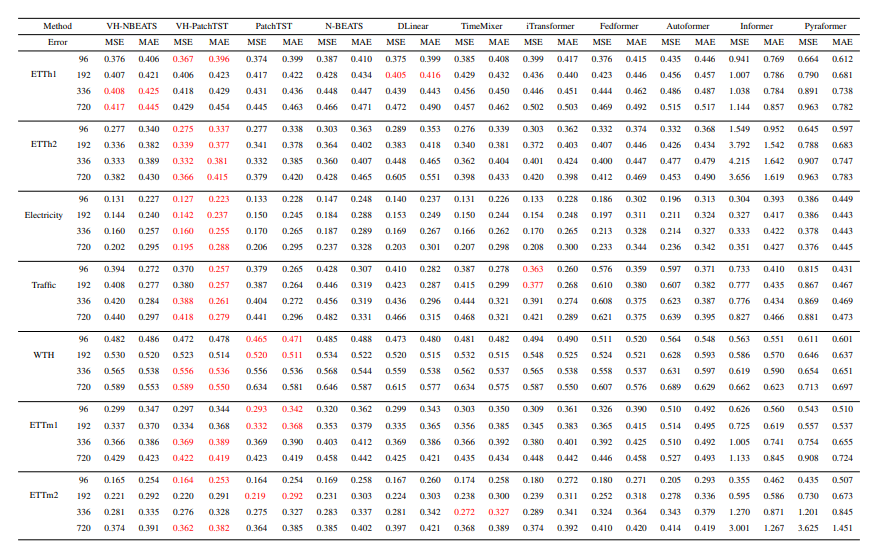 Method VH-NBEATS VH-PatchTST PatchTST N-BEATS DLinear TimeMixer iTransformer Fedformer Autoformer Informer Pyraformer
Error MSE MAE MSE MAE MSE MAE MSE MAE MSE MAE MSE MAE MSE MAE MSE MAE MSE MAE MSE MAE MSE MAE
96 0.376 0.406 0.367 0.396 0.374 0.399 0.387 0.410 0.375 0.399 0.385 0.408 0.399 0.417 0.376 0.415 0.435 0.446 0.941 0.769 0.664 0.612
ETTh1 192 0.407 0.421 0.406 0.423 0.417 0.422 0.428 0.434 0.405 0.416 0.429 0.432 0.436 0.440 0.423 0.446 0.456 0.457 1.007 0.786 0.790 0.681
336 0.408 0.425 0.418 0.429 0.431 0.436 0.448 0.447 0.439 0.443 0.456 0.450 0.446 0.451 0.444 0.462 0.486 0.487 1.038 0.784 0.891 0.738
720 0.417 0.445 0.429 0.454 0.445 0.463 0.466 0.471 0.472 0.490 0.457 0.462 0.502 0.503 0.469 0.492 0.515 0.517 1.144 0.857 0.963 0.782
96 0.277 0.340 0.275 0.337 0.277 0.338 0.303 0.363 0.289 0.353 0.276 0.339 0.303 0.362 0.332 0.374 0.332 0.368 1.549 0.952 0.645 0.597
ETTh2 192 0.336 0.382 0.339 0.377 0.341 0.378 0.364 0.402 0.383 0.418 0.340 0.381 0.372 0.403 0.407 0.446 0.426 0.434 3.792 1.542 0.788 0.683
336 0.333 0.389 0.332 0.381 0.332 0.385 0.360 0.407 0.448 0.465 0.362 0.404 0.401 0.424 0.400 0.447 0.477 0.479 4.215 1.642 0.907 0.747
720 0.382 0.430 0.366 0.415 0.379 0.420 0.428 0.465 0.605 0.551 0.398 0.433 0.420 0.398 0.412 0.469 0.453 0.490 3.656 1.619 0.963 0.783
96 0.131 0.227 0.127 0.223 0.133 0.228 0.147 0.248 0.140 0.237 0.131 0.226 0.133 0.228 0.186 0.302 0.196 0.313 0.304 0.393 0.386 0.449
Electricity 192 0.144 0.240 0.142 0.237 0.150 0.245 0.184 0.288 0.153 0.249 0.150 0.244 0.154 0.248 0.197 0.311 0.211 0.324 0.327 0.417 0.386 0.443
336 0.160 0.257 0.160 0.255 0.170 0.265 0.187 0.289 0.169 0.267 0.166 0.262 0.170 0.265 0.213 0.328 0.214 0.327 0.333 0.422 0.378 0.443
720 0.202 0.295 0.195 0.288 0.206 0.295 0.237 0.328 0.203 0.301 0.207 0.298 0.208 0.300 0.233 0.344 0.236 0.342 0.351 0.427 0.376 0.445
96 0.394 0.272 0.370 0.257 0.379 0.265 0.428 0.307 0.410 0.282 0.387 0.278 0.363 0.260 0.576 0.359 0.597 0.371 0.733 0.410 0.815 0.431
Traffic 192 0.408 0.277 0.380 0.257 0.387 0.264 0.446 0.319 0.423 0.287 0.415 0.299 0.377 0.268 0.610 0.380 0.607 0.382 0.777 0.435 0.867 0.467
336 0.420 0.284 0.388 0.261 0.404 0.272 0.456 0.319 0.436 0.296 0.444 0.321 0.391 0.274 0.608 0.375 0.623 0.387 0.776 0.434 0.869 0.469
720 0.440 0.297 0.418 0.279 0.441 0.296 0.482 0.331 0.466 0.315 0.468 0.321 0.421 0.289 0.621 0.375 0.639 0.395 0.827 0.466 0.881 0.473
96 0.482 0.486 0.472 0.478 0.465 0.471 0.485 0.488 0.473 0.480 0.481 0.482 0.494 0.490 0.511 0.520 0.564 0.548 0.563 0.551 0.611 0.601
WTH 192 0.530 0.520 0.523 0.514 0.520 0.511 0.534 0.522 0.520 0.515 0.532 0.515 0.548 0.525 0.524 0.521 0.628 0.593 0.586 0.570 0.646 0.637
336 0.565 0.538 0.556 0.536 0.556 0.536 0.568 0.544 0.559 0.538 0.562 0.537 0.565 0.538 0.558 0.537 0.631 0.597 0.619 0.590 0.654 0.651
720 0.589 0.553 0.589 0.550 0.634 0.581 0.646 0.587 0.615 0.577 0.634 0.575 0.587 0.550 0.607 0.576 0.689 0.629 0.662 0.623 0.713 0.697
96 0.299 0.347 0.297 0.344 0.293 0.342 0.320 0.362 0.299 0.343 0.303 0.350 0.309 0.361 0.326 0.390 0.510 0.492 0.626 0.560 0.543 0.510
ETTm1 192 0.337 0.370 0.334 0.368 0.332 0.368 0.353 0.379 0.335 0.365 0.356 0.385 0.345 0.383 0.365 0.415 0.514 0.495 0.725 0.619 0.557 0.537
336 0.366 0.386 0.369 0.389 0.369 0.390 0.403 0.412 0.369 0.386 0.366 0.392 0.380 0.401 0.392 0.425 0.510 0.492 1.005 0.741 0.754 0.655
720 0.429 0.423 0.422 0.419 0.423 0.419 0.458 0.442 0.425 0.421 0.435 0.434 0.448 0.442 0.446 0.458 0.527 0.493 1.133 0.845 0.908 0.724
96 0.165 0.254 0.164 0.253 0.164 0.254 0.169 0.258 0.167 0.260 0.174 0.258 0.180 0.272 0.180 0.271 0.205 0.293 0.355 0.462 0.435 0.507
ETTm2 192 0.221 0.292 0.220 0.291 0.219 0.292 0.231 0.303 0.224 0.303 0.238 0.300 0.239 0.311 0.252 0.318 0.278 0.336 0.595 0.586 0.730 0.673
336 0.281 0.335 0.276 0.328 0.327 0.325 0.283 0.337 0.281 0.342 0.272 0.327 0.289 0.341 0.324 0.364 0.343 0.379 1.270 0.871 1.201 0.845
720 0.374 0.391 0.362 0.382 0.364 0.385 0.385 0.402 0.397 0.421 0.368 0.389 0.374 0.392 0.410 0.420 0.414 0.419 3.001 1.267 3.625 1.451